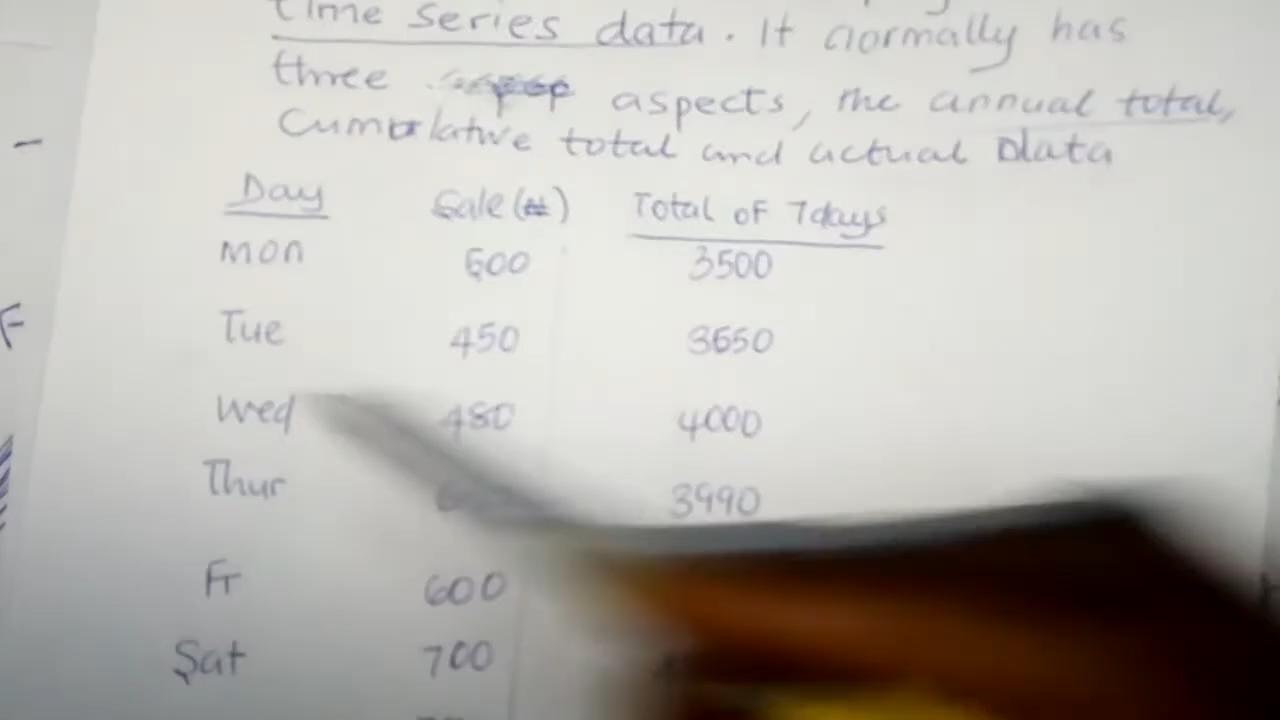 time series data. It normally has
three aspects, the annual total,
Cumulative total and actual Data
Day Sale(₦) Total of 7days
Mon 500 3500
Tue 450 3650
Wed 480 4000
Thur 3990
Fr 600
Sat 700